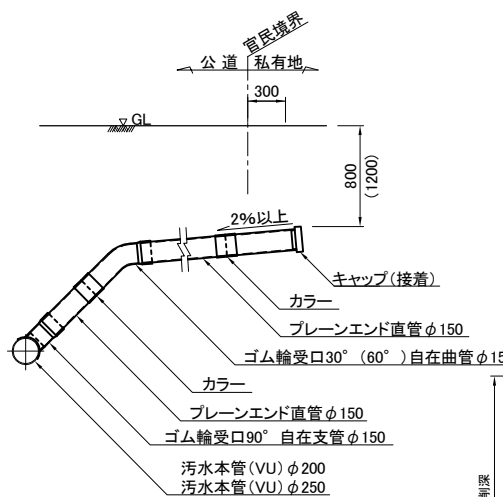 官民境界
公道 私有地
300
GL
800
(1200)
2%以上
キャップ(接着)
カラー
プレーンエンド直管φ150
ゴム輪受口30°(60°)自在曲管φ15
カラー
プレーンエンド直管φ150
ゴム輪受口90°自在支管φ150
汚水本管(VU)φ200
汚水本管(VU)φ250